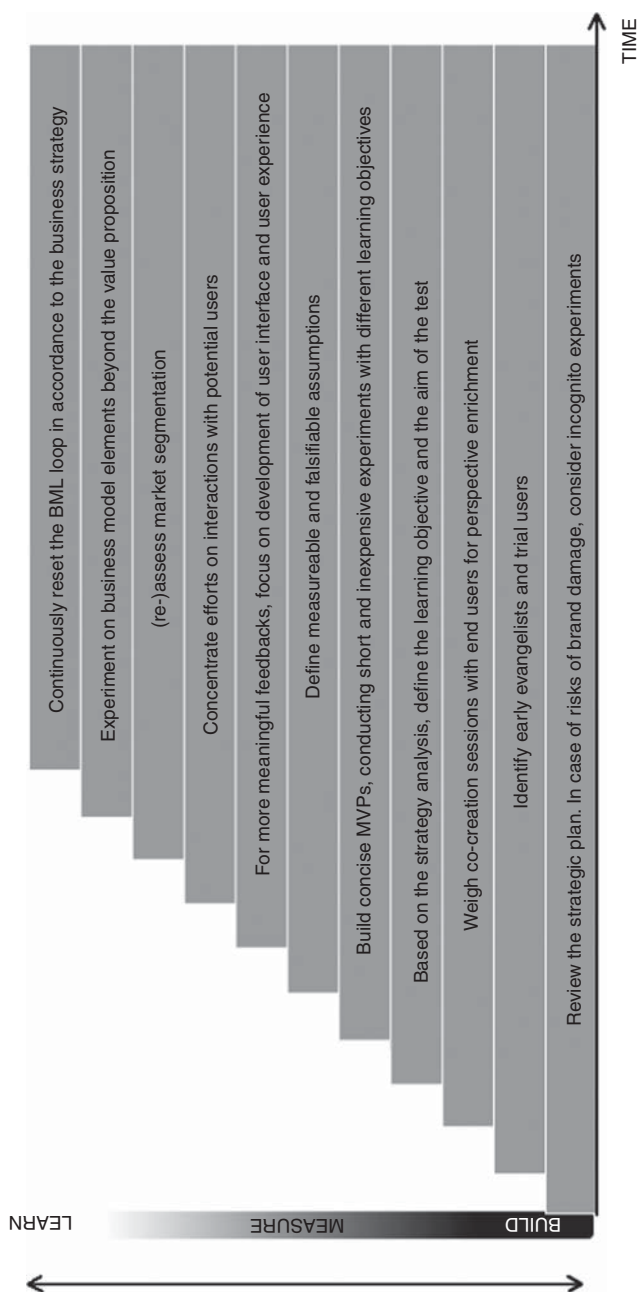 Continuously reset the BML loop in accordance to the business strategy
Experiment on business model elements beyond the value proposition
(re-)assess market segmentation
Concentrate efforts on interactions with potential users
For more meaningful feedbacks, focus on development of user interface and user experience
Define measureable and falsifiable assumptions
Build concise MVPs, conducting short and inexpensive experiments with different learning objectives
Based on the strategy analysis, define the learning objective and the aim of the test
Weigh co-creation sessions with end users for perspective enrichment
Identify early evangelists and trial users
Review the strategic plan. In case of risks of brand damage, consider incognito experiments
LEARN
MEASURE
BUILD
TIME